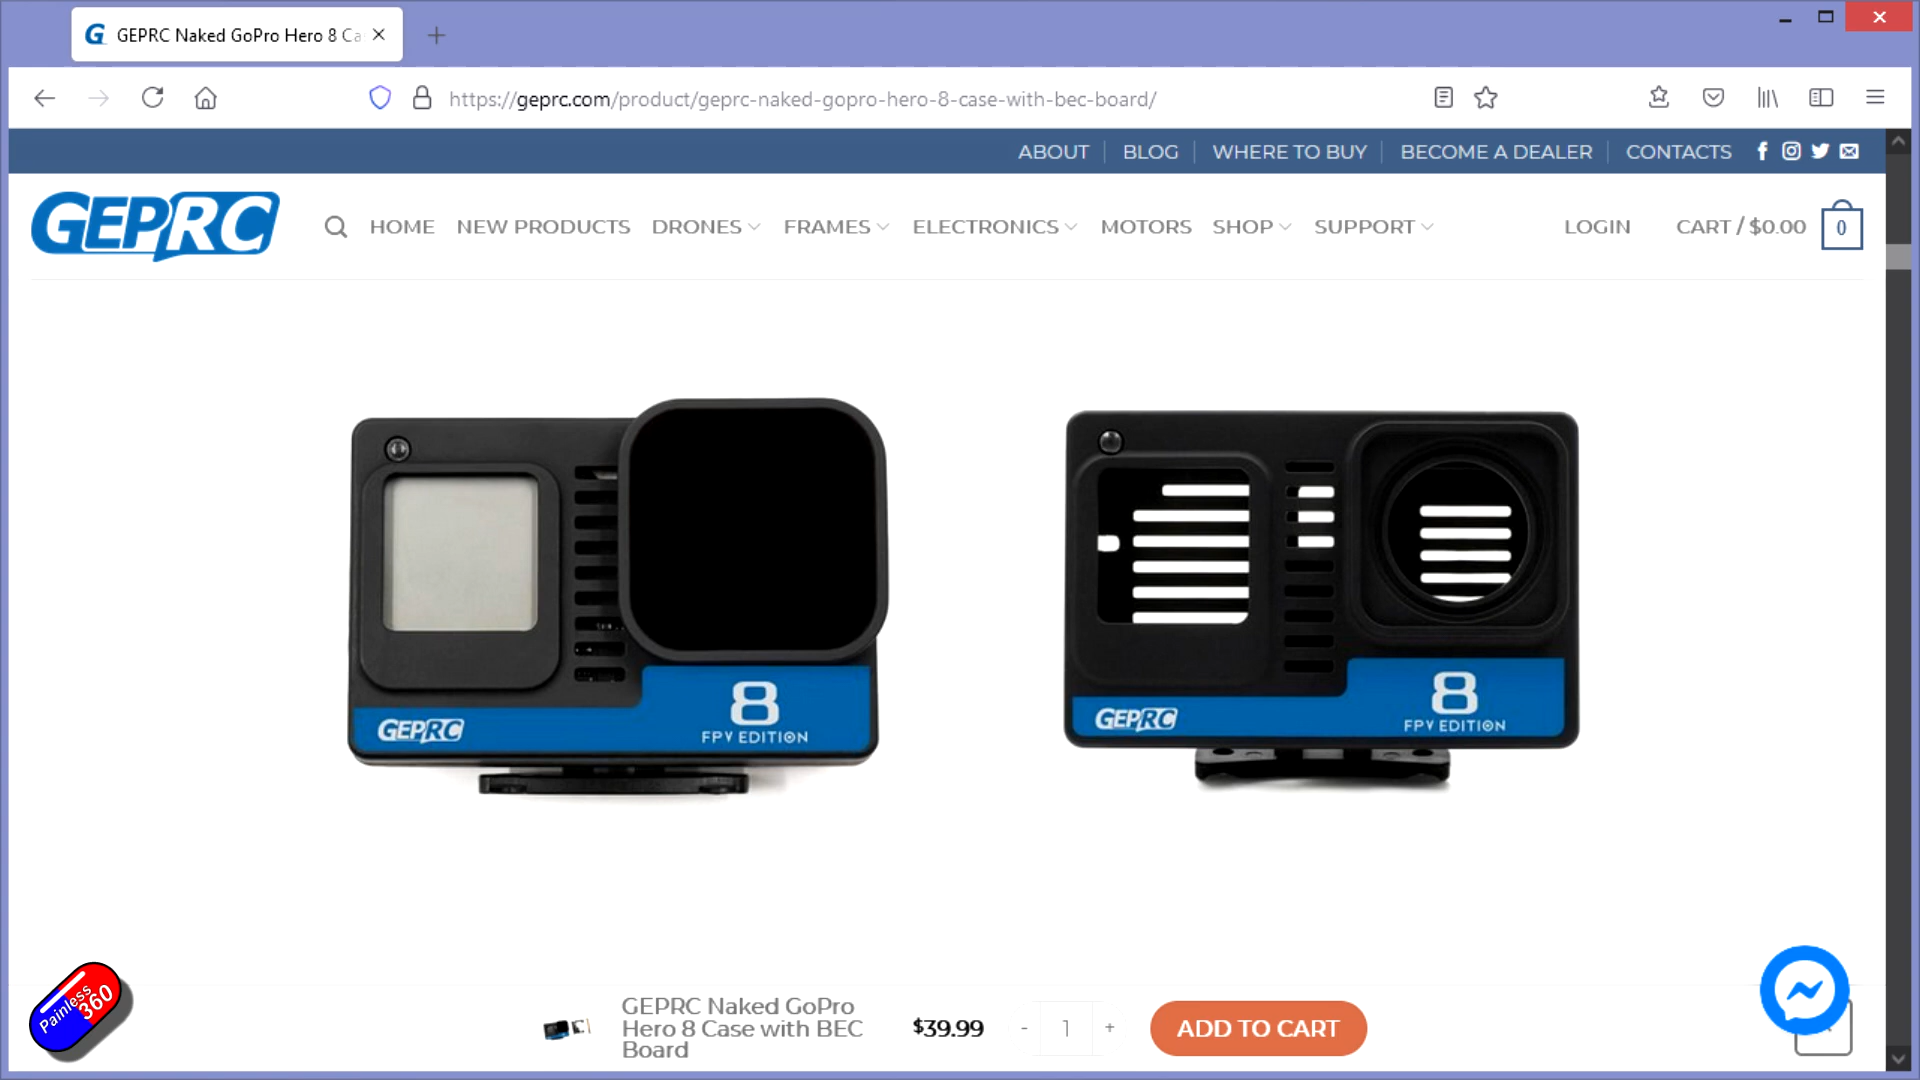 GEPRC Naked GoPro Hero 8 Ca
https://geprc.com/product/geprc-naked-gopro-hero-8-case-with-bec-board/
ABOUT BLOG WHERE TO BUY BECOME A DEALER CONTACTS
GEPRC HOME NEW PRODUCTS DRONES FRAMES ELECTRONICS MOTORS SHOP SUPPORT LOGIN CART / $0.00 0
8
FPV EDITION
GEPRC
8
FPV EDITION
GEPRC
Painless
360
GEPRC Naked GoPro
Hero 8 Case with BEC
Board
$39.99 - 1 + ADD TO CART